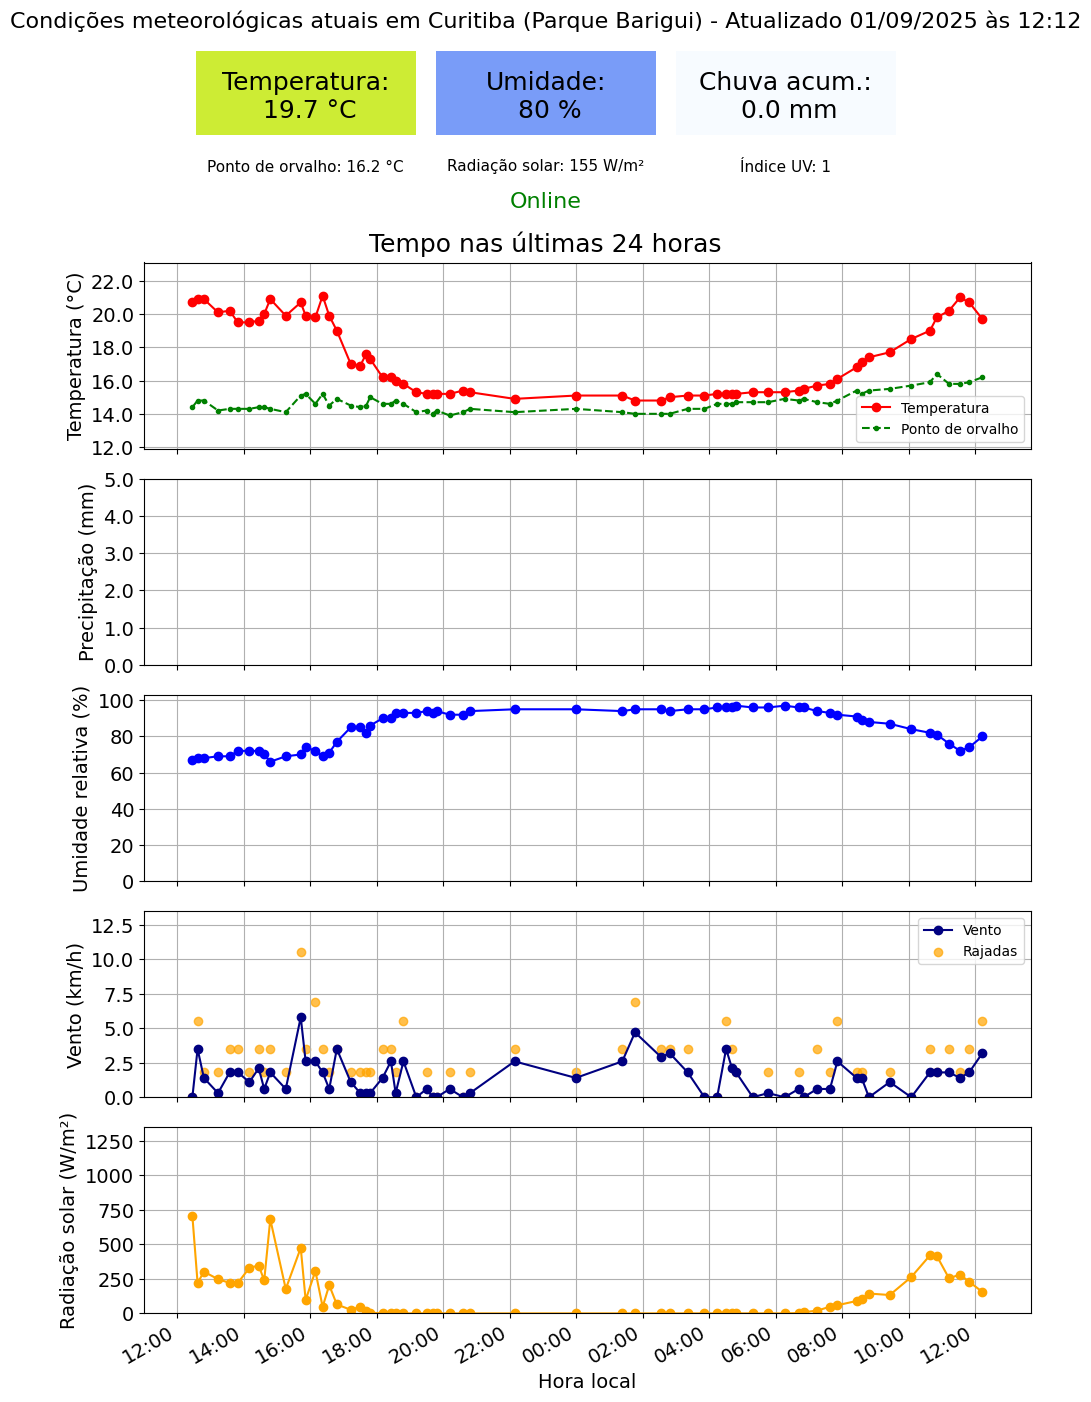 Condições meteorológicas atuais em Curitiba (Parque Barigui) - Atualizado 01/09/2025 às 12:12
Temperatura:
19.7 °C
Umidade:
80 %
Chuva acum.:
0.0 mm
Ponto de orvalho: 16.2 °C
Radiação solar: 155 W/m²
Índice UV: 1
Online
Tempo nas últimas 24 horas
Temperatura (°C)
22.0
20.0
18.0
16.0
14.0
12.0
Temperatura
Ponto de orvalho
Precipitação (mm)
5.0
4.0
3.0
2.0
1.0
0.0
Umidade relativa (%)
100
80
60
40
20
0
Vento (km/h)
12.5
10.0
7.5
5.0
2.5
0.0
Vento
Rajadas
Radiação solar (W/m²)
1250
1000
750
500
250
0
12:00 14:00 16:00 18:00 20:00 22:00 00:00 02:00 04:00 06:00 08:00 10:00 12:00
Hora local